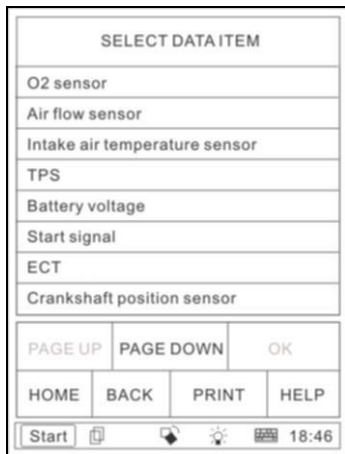 SELECT DATA ITEM
O2 sensor
Air flow sensor
Intake air temperature sensor
TPS
Battery voltage
Start signal
ECT
Crankshaft position sensor
PAGE UP PAGE DOWN OK
HOME BACK PRINT HELP
Start 18:46